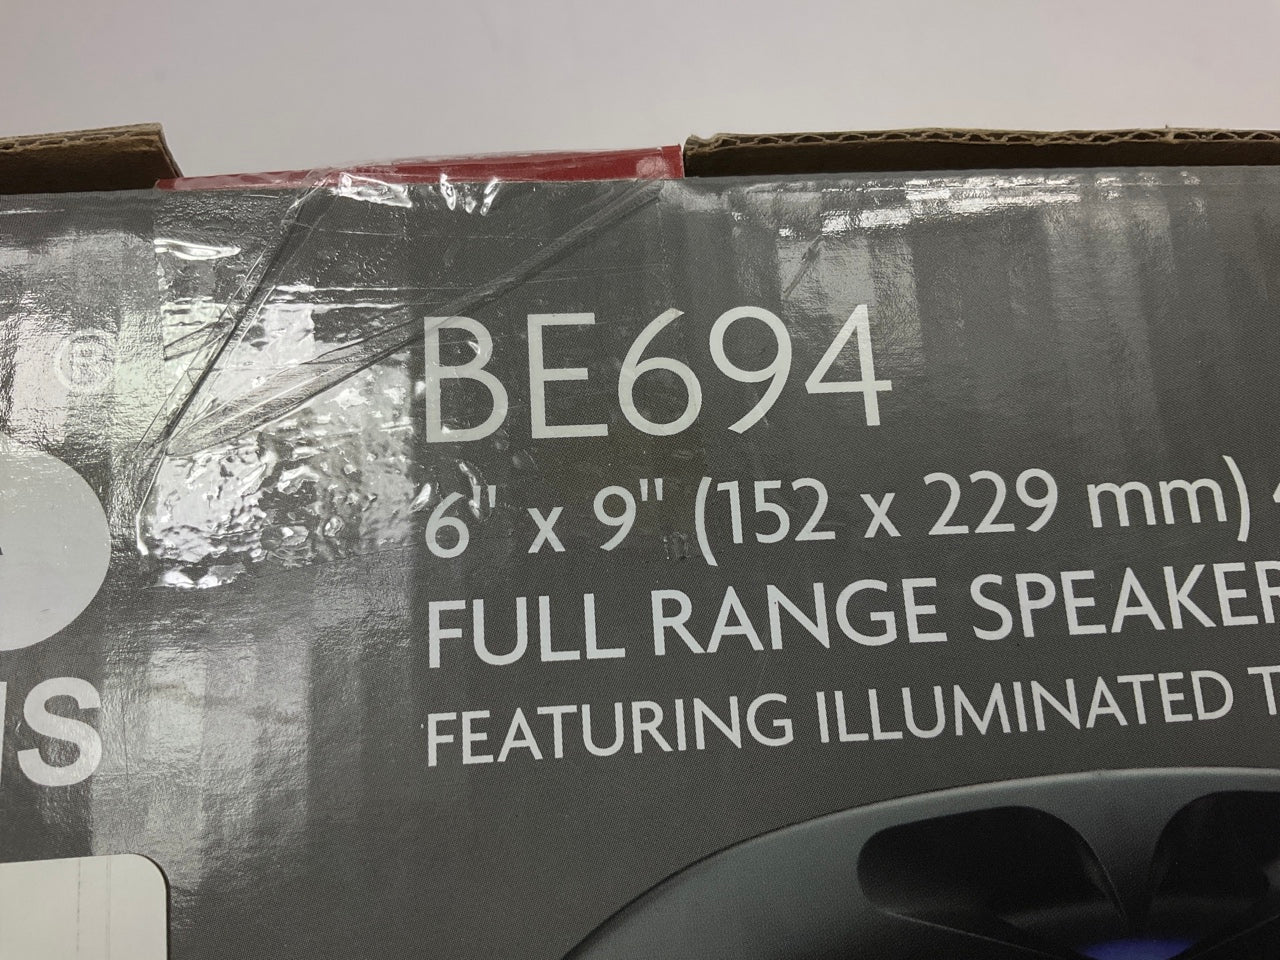 ®
BE694
6" x 9" (152 x 229 mm)
FULL RANGE SPEAKER
FEATURING ILLUMINATED